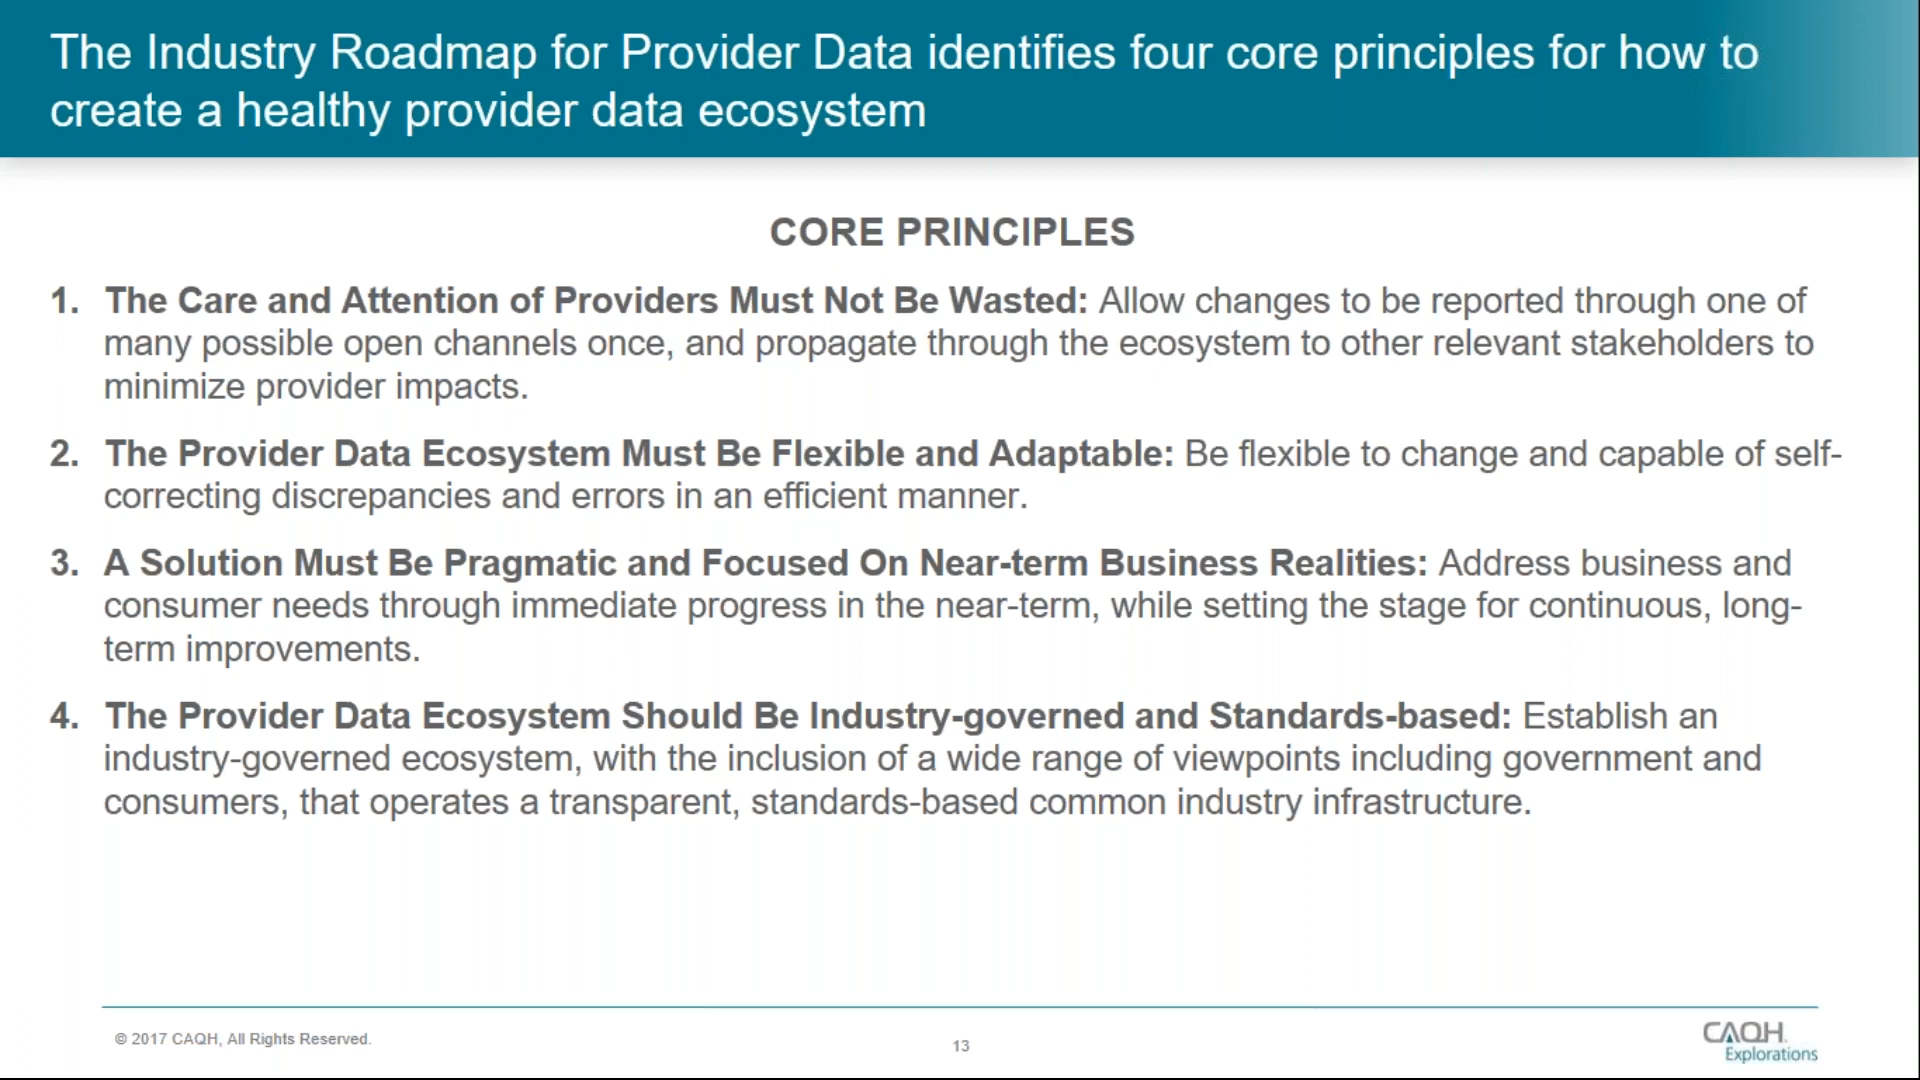 The Industry Roadmap for Provider Data identifies four core principles for how to
create a healthy provider data ecosystem
CORE PRINCIPLES
1. The Care and Attention of Providers Must Not Be Wasted: Allow changes to be reported through one of
many possible open channels once, and propagate through the ecosystem to other relevant stakeholders to
minimize provider impacts.
2. The Provider Data Ecosystem Must Be Flexible and Adaptable: Be flexible to change and capable of self-
correcting discrepancies and errors in an efficient manner.
3. A Solution Must Be Pragmatic and Focused On Near-term Business Realities: Address business and
consumer needs through immediate progress in the near-term, while setting the stage for continuous, long-
term improvements.
4. The Provider Data Ecosystem Should Be Industry-governed and Standards-based: Establish an
industry-governed ecosystem, with the inclusion of a wide range of viewpoints including government and
consumers, that operates a transparent, standards-based common industry infrastructure.
© 2017 CAQH, All Rights Reserved.
13
CAQH
Explorations